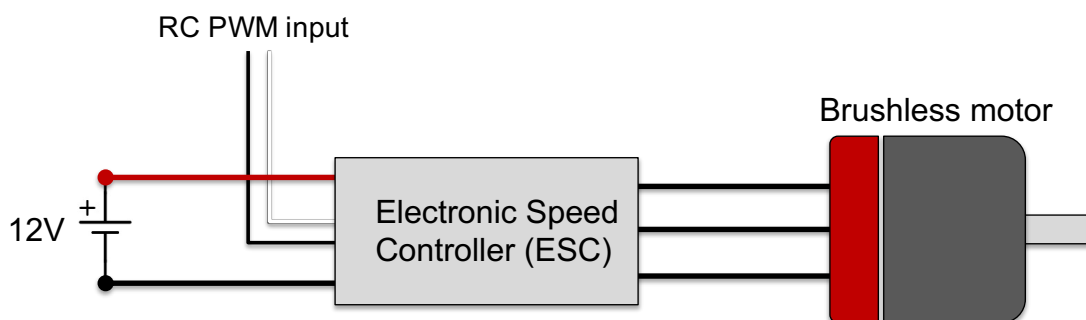 RC PWM input
Brushless motor
+
12V
Electronic Speed
Controller (ESC)